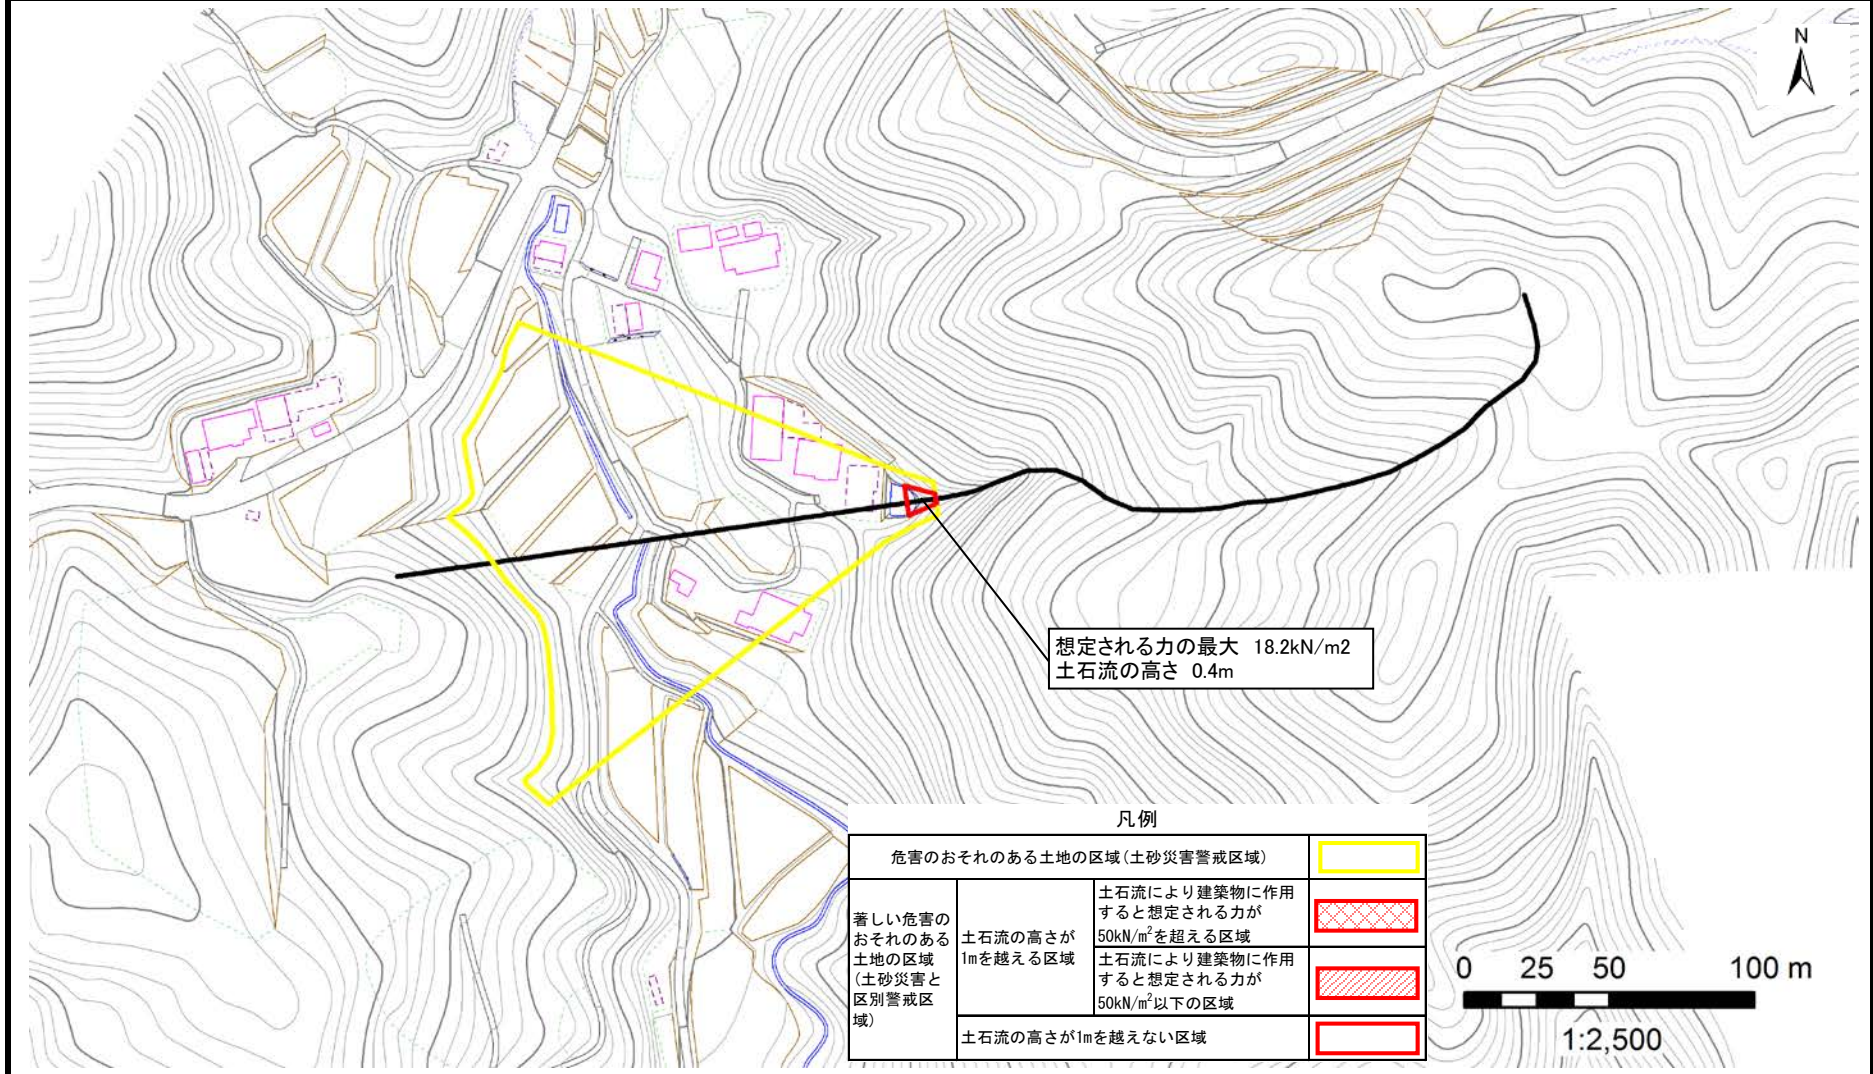 N
想定される力の最大 18.2kN/m2
土石流の高さ 0.4m
凡例
危害のおそれのある土地の区域(土砂災害警戒区域)
著しい危害の
おそれのある
土地の区域
(土砂災害と
区別警戒区
域)
土石流の高さが
1mを越える区域
土石流により建築物に作用
すると想定される力が
50kN/m²を超える区域
土石流により建築物に作用
すると想定される力が
50kN/m²以下の区域
土石流の高さが1mを越えない区域
0 25 50 100 m
1:2,500